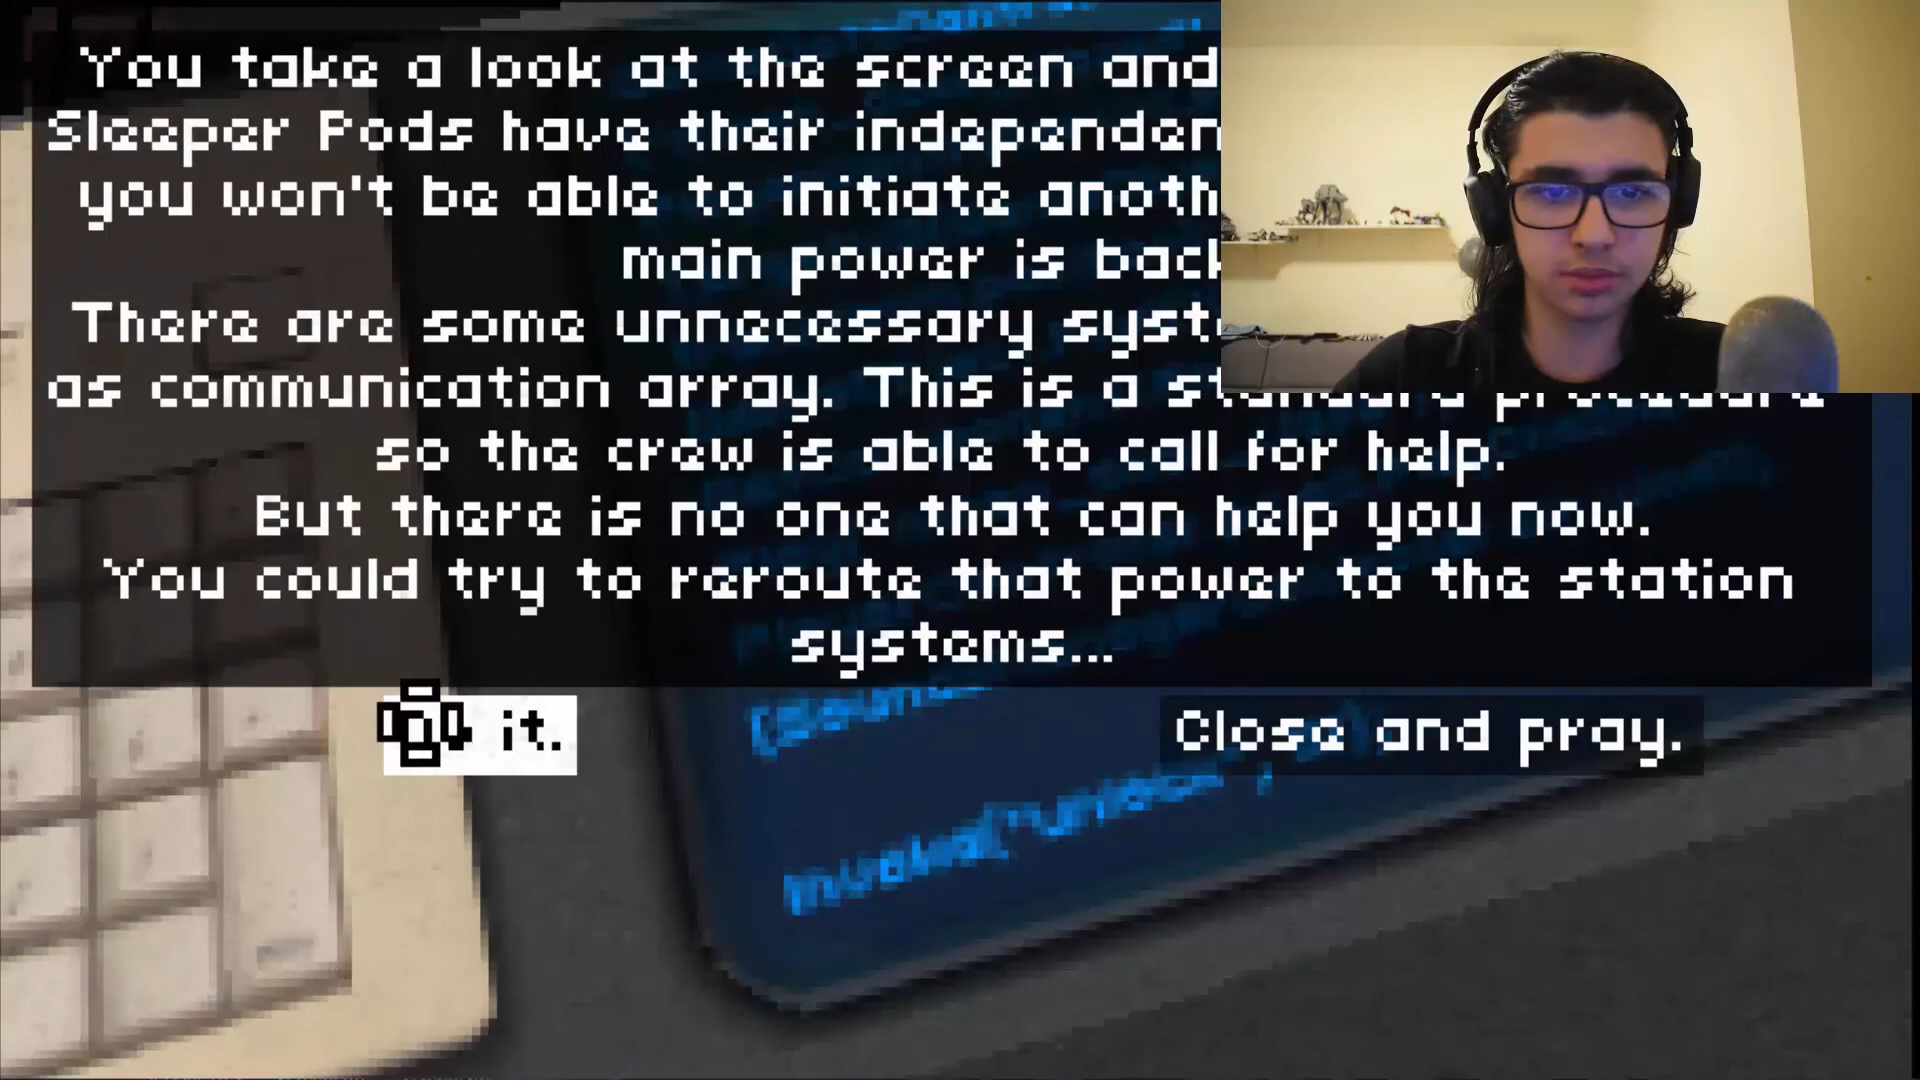 You take a look at the screen and
Sleeper Pods have their independen
you won't be able to initiate anoth
main power is back
There are some unnecessary syst
as communication array. This is a standard procedure
so the crew is able to call for help.
But there is no one that can help you now.
You could try to reroute that power to the station
systems...
it.
Close and pray.